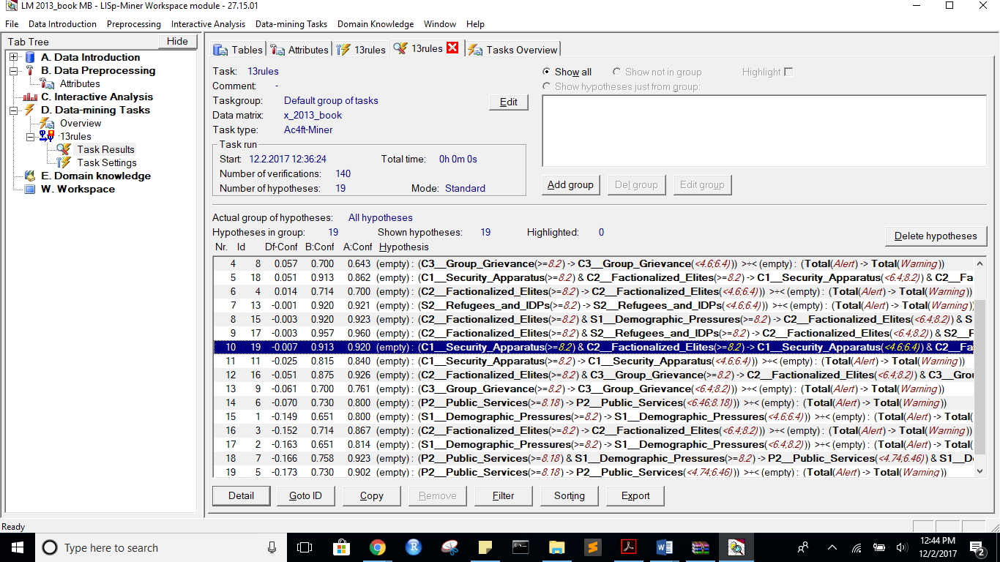 LM 2013_book MB - LISp-Miner Workspace module - 27.15.01
File Data Introduction Preprocessing Interactive Analysis Data-mining Tasks Domain Knowledge Window Help
Tab Tree Hide
A. Data Introduction
B. Data Preprocessing
Attributes
C. Interactive Analysis
D. Data-mining Tasks
Overview
·13rules
Task Results
Task Settings
E. Domain knowledge
W. Workspace
Tables Attributes 13rules 13rules Tasks Overview
Task: 13rules
Comment: -
Taskgroup: Default group of tasks
Edit
Data matrix: x_2013_book
Task type: Ac4ft-Miner
Task run
Start: 12.2.2017 12:36:24 Total time: 0h 0m 0s
Number of verifications: 140
Number of hypotheses: 19 Mode: Standard
Show all Show not in group Highlight
Show hypotheses just from group:
Add group Del group Edit group
Actual group of hypotheses: All hypotheses
Hypotheses in group: 19 Shown hypotheses: 19 Highlighted: 0
Delete hypotheses
Nr. Id Df-Conf B:Conf A:Conf Hypothesis
4 8 0.057 0.700 0.643 (empty) : (C3__Group_Grievance(>=8.2) -> C3__Group_Grievance(<4.6;6.4))) >÷< (empty) : (Total(Alert) -> Total(Warning))
5 18 0.051 0.913 0.862 (empty) : (C1__Security_Apparatus(>=8.2) & C2__Factionalized_Elites(>=8.2) -> C1__Security_Apparatus(<6.4;8.2)) & C2__Fa
6 4 0.014 0.714 0.700 (empty) : (C2__Factionalized_Elites(>=8.2) -> C2__Factionalized_Elites(<4.6;6.4))) >÷< (empty) : (Total(Alert) -> Total(Warning))
7 13 -0.001 0.920 0.921 (empty) : (S2__Refugees_and_IDPs(>=8.2) -> S2__Refugees_and_IDPs(<4.6;6.4))) >÷< (empty) : (Total(Alert) -> Total(Warning))
8 15 -0.003 0.920 0.923 (empty) : (C2__Factionalized_Elites(>=8.2) & S1__Demographic_Pressures(>=8.2) -> C2__Factionalized_Elites(<6.4;8.2)) & S
9 17 -0.003 0.957 0.960 (empty) : (C2__Factionalized_Elites(>=8.2) & S2__Refugees_and_IDPs(>=8.2) -> C2__Factionalized_Elites(<6.4;8.2)) & S2
10 19 -0.007 0.913 0.920 (empty) : (C1__Security_Apparatus(>=8.2) & C2__Factionalized_Elites(>=8.2) -> C1__Security_Apparatus(<4.6;6.4)) & C2__Fa
11 11 -0.025 0.815 0.840 (empty) : (C1__Security_Apparatus(>=8.2) -> C1__Security_Apparatus(<4.6;6.4))) >÷< (empty) : (Total(Alert) -> Total(Warning))
12 16 -0.051 0.875 0.926 (empty) : (C2__Factionalized_Elites(>=8.2) & C3__Group_Grievance(>=8.2) -> C2__Factionalized_Elites(<6.4;8.2)) & C3__Grou
13 9 -0.061 0.700 0.761 (empty) : (C3__Group_Grievance(>=8.2) -> C3__Group_Grievance(<6.4;8.2))) >÷< (empty) : (Total(Alert) -> Total(Warning))
14 6 -0.070 0.730 0.800 (empty) : (P2__Public_Services(>=8.18) -> P2__Public_Services(<6.46;8.18))) >÷< (empty) : (Total(Alert) -> Total(Warning))
15 1 -0.149 0.651 0.800 (empty) : (S1__Demographic_Pressures(>=8.2) -> S1__Demographic_Pressures(<4.6;6.4))) >÷< (empty) : (Total(Alert) -> Total(
16 3 -0.152 0.714 0.867 (empty) : (C2__Factionalized_Elites(>=8.2) -> C2__Factionalized_Elites(<6.4;8.2))) >÷< (empty) : (Total(Alert) -> Total(Warning))
17 2 -0.163 0.651 0.814 (empty) : (S1__Demographic_Pressures(>=8.2) -> S1__Demographic_Pressures(<6.4;8.2))) >÷< (empty) : (Total(Alert) -> Total(
18 7 -0.166 0.758 0.923 (empty) : (P2__Public_Services(>=8.18) & S1__Demographic_Pressures(>=8.2) -> P2__Public_Services(<4.74;6.46)) & S1__D
19 5 -0.173 0.730 0.902 (empty) : (P2__Public_Services(>=8.18) -> P2__Public_Services(<4.74;6.46))) >÷< (empty) : (Total(Alert) -> Total(Warning))
Detail Goto ID Copy Remove Filter Sorting Export
Ready
Type here to search
12:44 PM
12/2/2017
2